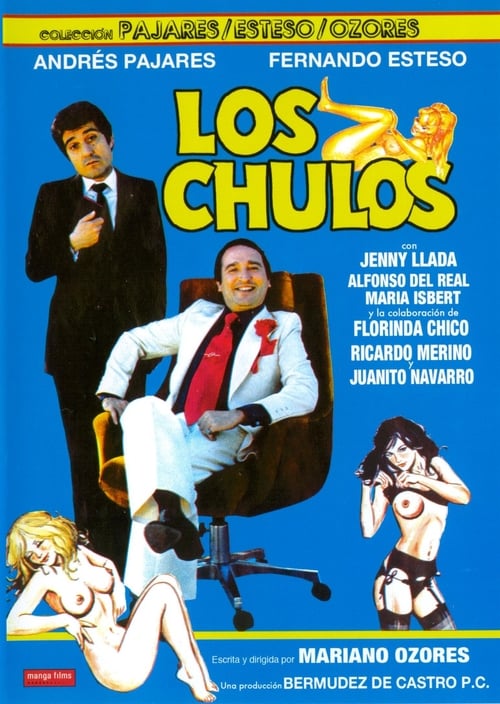 COLECCIÓN PAJARES/ESTESO/OZORES
ANDRÉS PAJARES FERNANDO ESTESO
LOS
CHULOS
con
JENNY LLADA
ALFONSO DEL REAL
MARIA ISBERT
y la colaboración de
FLORINDA CHICO
RICARDO MERINO
y
JUANITO NAVARRO
Escrita y dirigida por MARIANO OZORES
manga films
Una producción BERMUDEZ DE CASTRO P.C.